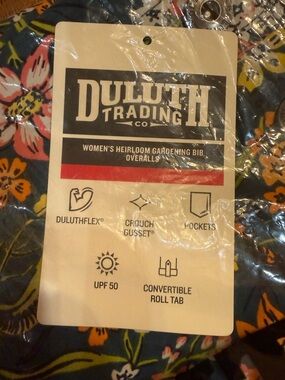 DULUTH
TRADING
CO
WOMEN'S HEIRLOOM GARDENING BIB
OVERALLS
DULUTHFLEX®
CROUCH
GUSSET®
POCKETS
UPF 50
CONVERTIBLE
ROLL TAB